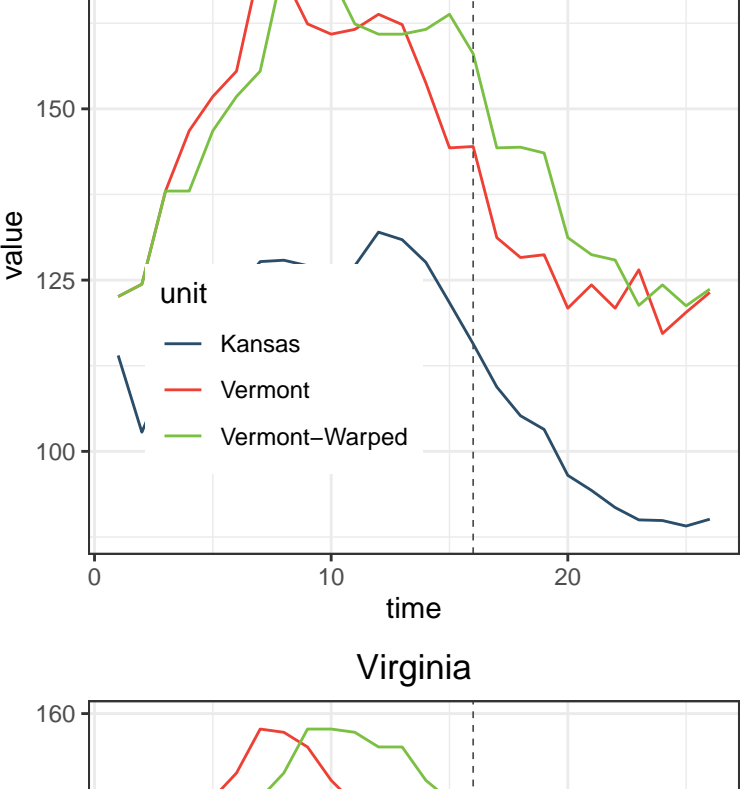 150
125
100
value
unit
Kansas
Vermont
Vermont−Warped
0 10 20
time
Virginia
160